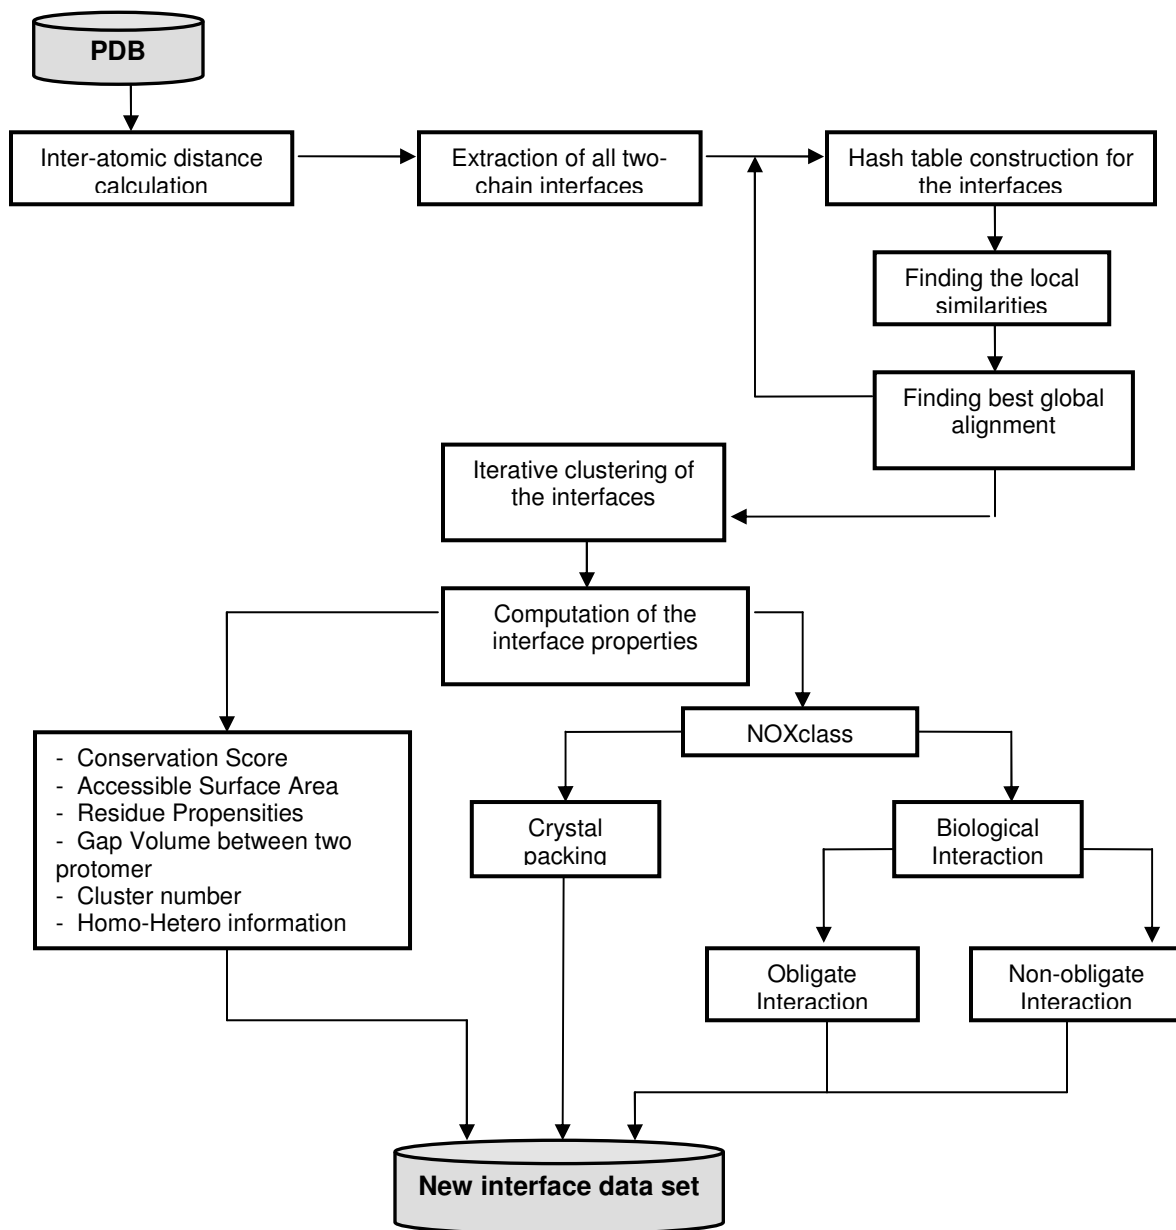 PDB
Inter-atomic distance
calculation
Extraction of all two-
chain interfaces
Hash table construction for
the interfaces
Finding the local
similarities
Finding best global
alignment
Iterative clustering of
the interfaces
Computation of the
interface properties
NOXclass
- Conservation Score
- Accessible Surface Area
- Residue Propensities
- Gap Volume between two
protomer
- Cluster number
- Homo-Hetero information
Crystal
packing
Biological
Interaction
Obligate
Interaction
Non-obligate
Interaction
New interface data set